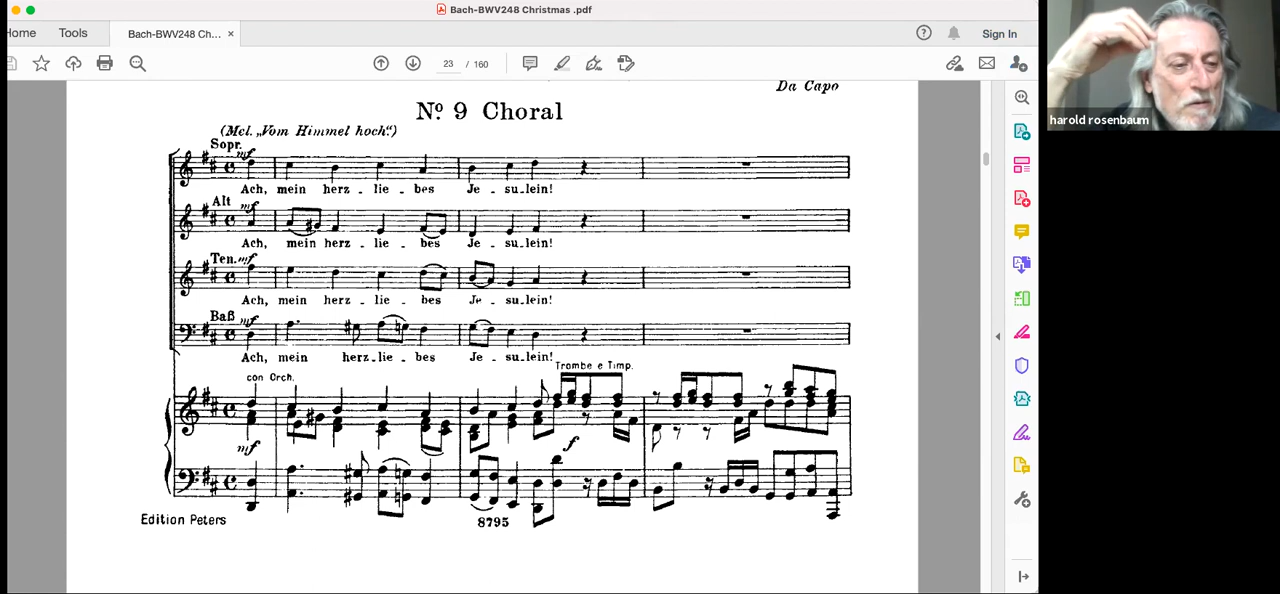 Bach-BWV248 Christmas .pdf
Home Tools Bach-BWV248 Ch... × Sign In
23 / 160
Da Capo
Nº 9 Choral
(Mel. „Vom Himmel hoch“.)
Sopr.
mf
Ach, mein herz - lie - bes Je - su-lein!
Alt
mf
Ach, mein herz - lie - bes Je - su-lein!
Ten. mf
Ach, mein herz - lie - bes Je - su-lein!
Baß
mf
Ach, mein herz-lie - bes Je - su-lein!
Trombe e Timp.
con Orch.
mf f
Edition Peters 8795
harold rosenbaum